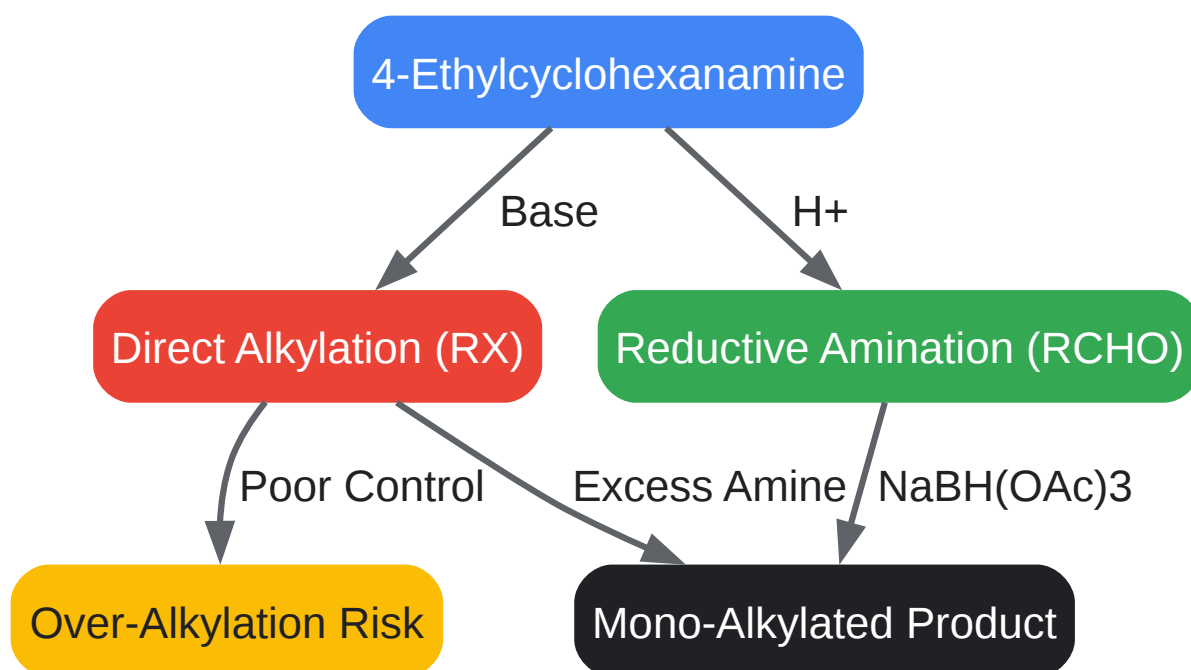 4-Ethylcyclohexanamine
Base
H+
Direct Alkylation (RX)
Reductive Amination (RCHO)
Poor Control
Excess Amine
NaBH(OAc)3
Over-Alkylation Risk
Mono-Alkylated Product